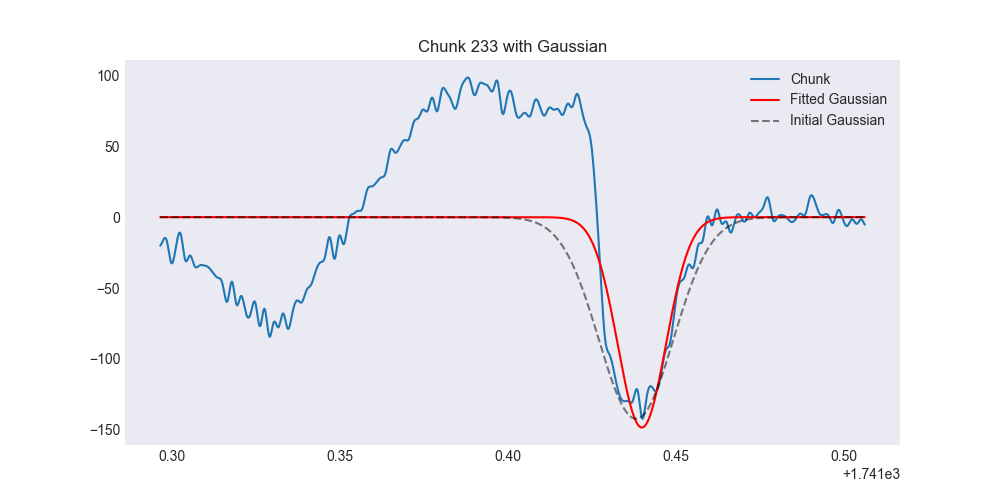 Chunk 233 with Gaussian
Chunk
Fitted Gaussian
Initial Gaussian
100
50
0
−50
−100
−150
0.30 0.35 0.40 0.45 0.50
+1.741e3